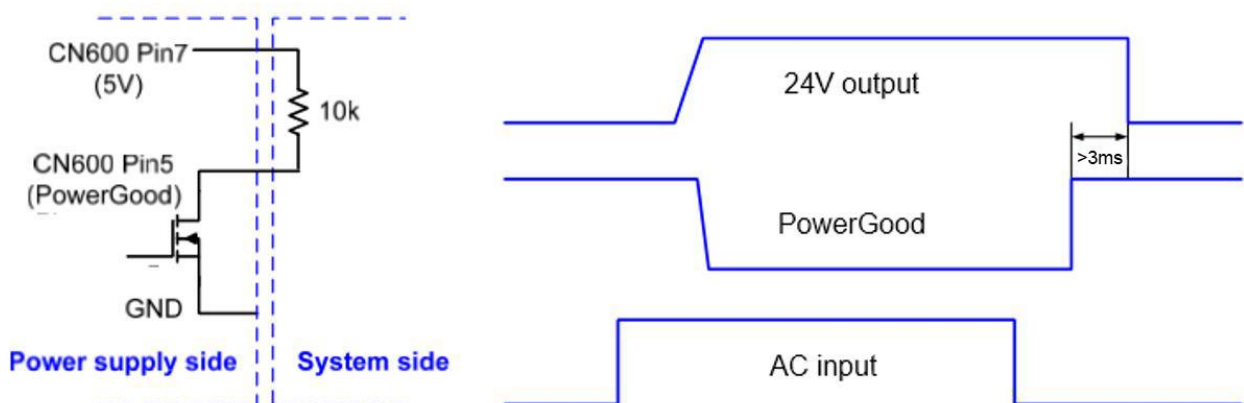 CN600 Pin7
(5V)
10k
CN600 Pin5
(PowerGood)
GND
Power supply side
System side
24V output
>3ms
PowerGood
AC input